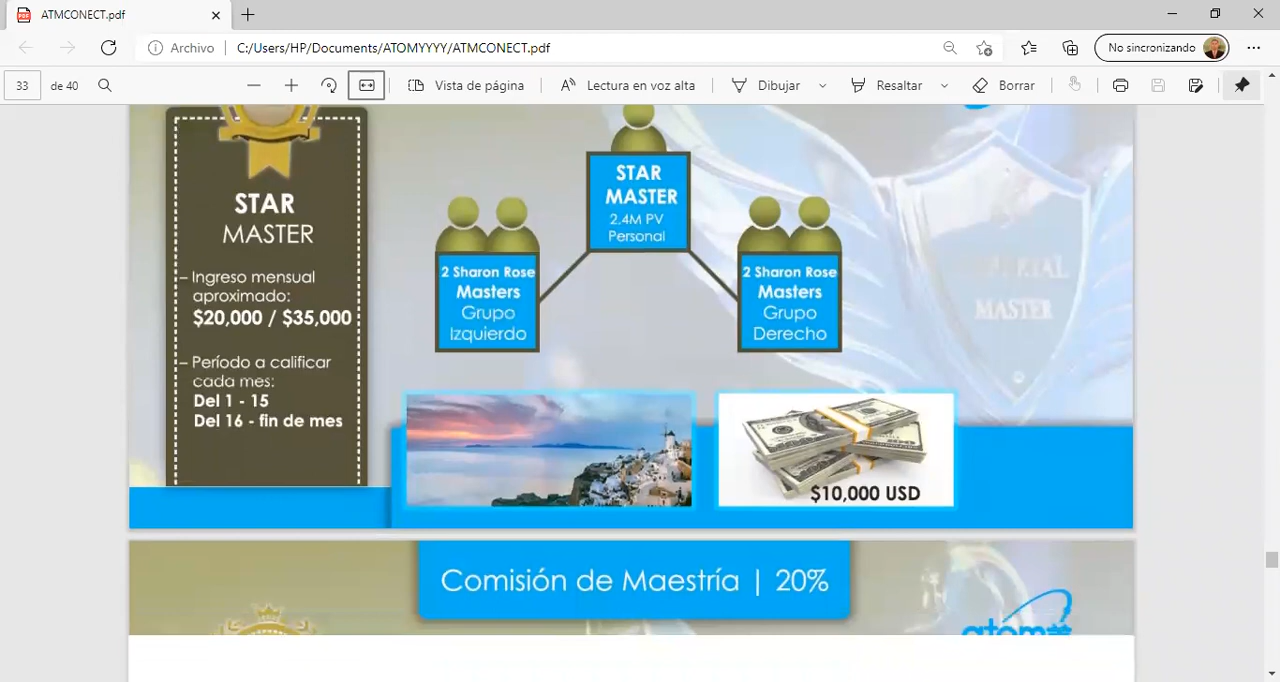 ATMCONECT.pdf
Archivo
C:/Users/HP/Documents/ATOMYYYY/ATMCONECT.pdf
No sincronizando
33
de 40
Vista de página
Lectura en voz alta
Dibujar
Resaltar
Borrar
STAR
MASTER
– Ingreso mensual
aproximado:
$20,000 / $35,000
– Período a calificar
cada mes:
Del 1 - 15
Del 16 - fin de mes
STAR
MASTER
2.4M PV
Personal
2 Sharon Rose
Masters
Grupo
Izquierdo
2 Sharon Rose
Masters
Grupo
Derecho
MASTER
$10,000 USD
Comisión de Maestría | 20%